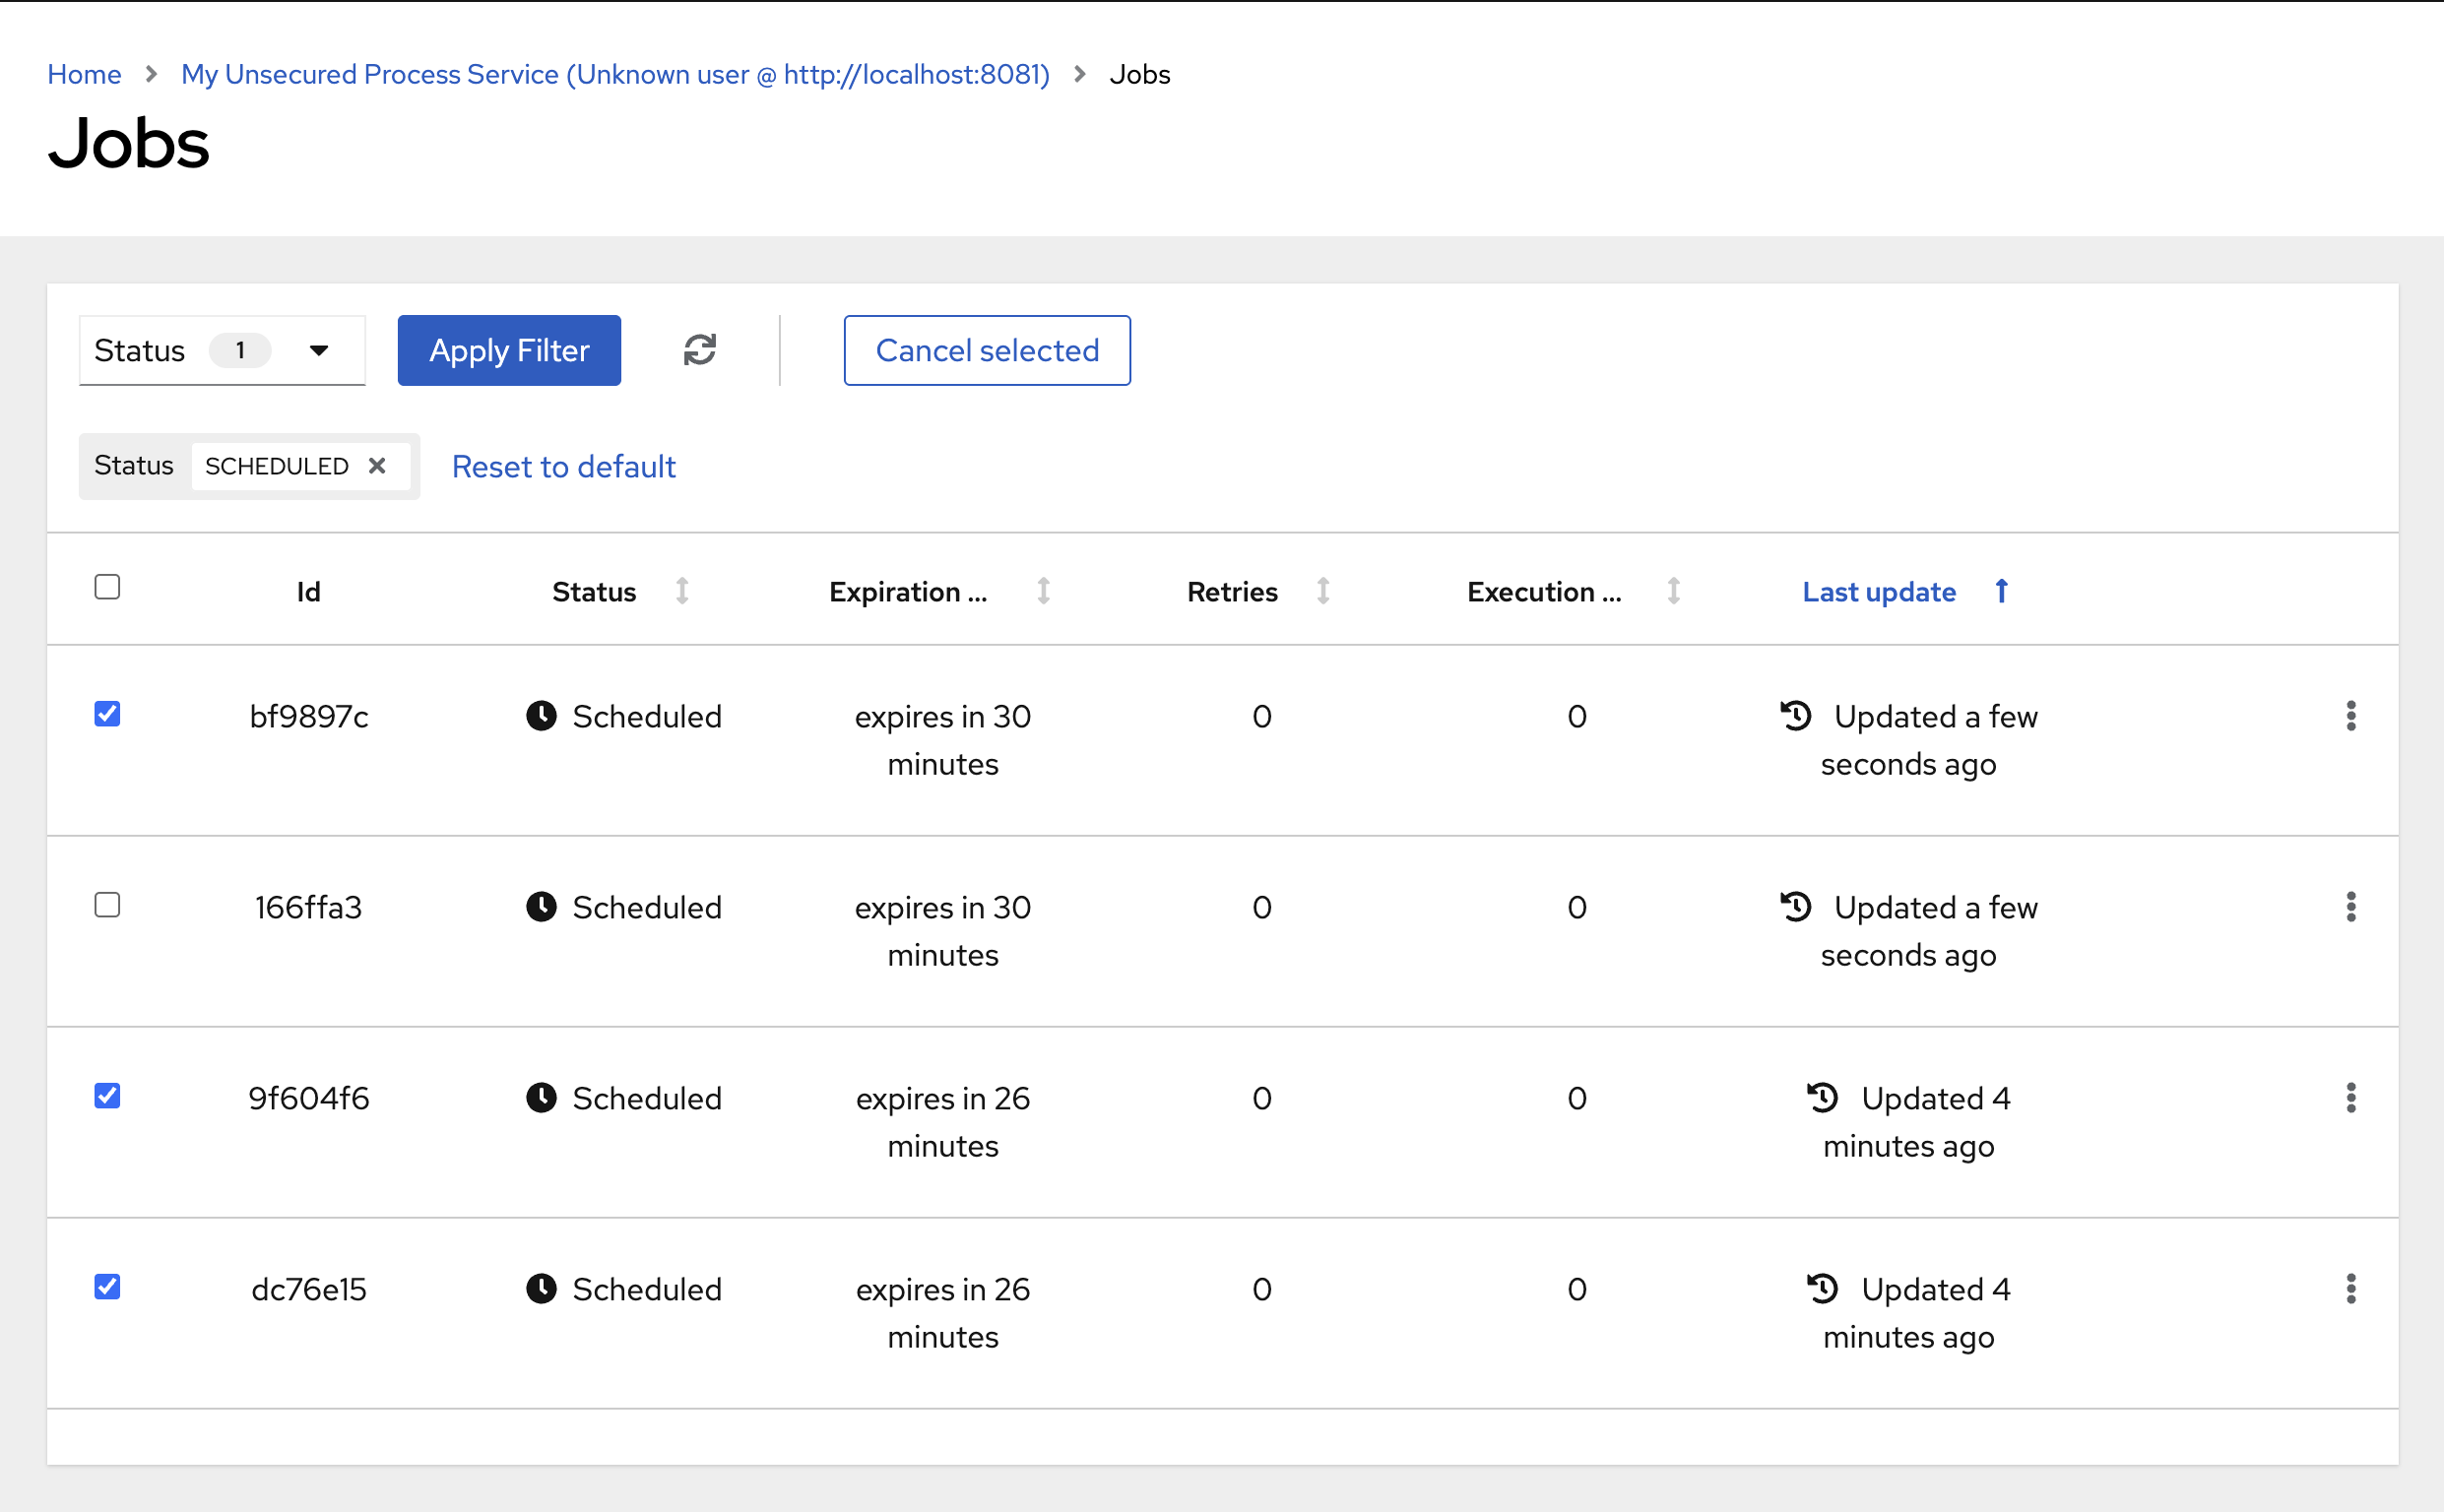 Home > My Unsecured Process Service (Unknown user @ http://localhost:8081) > Jobs
Jobs
Status 1 Apply Filter Cancel selected
Status SCHEDULED Reset to default
Id Status Expiration ... Retries Execution ... Last update
bf9897c Scheduled expires in 30 0 0 Updated a few
minutes seconds ago
166ffa3 Scheduled expires in 30 0 0 Updated a few
minutes seconds ago
9f604f6 Scheduled expires in 26 0 0 Updated 4
minutes minutes ago
dc76e15 Scheduled expires in 26 0 0 Updated 4
minutes minutes ago